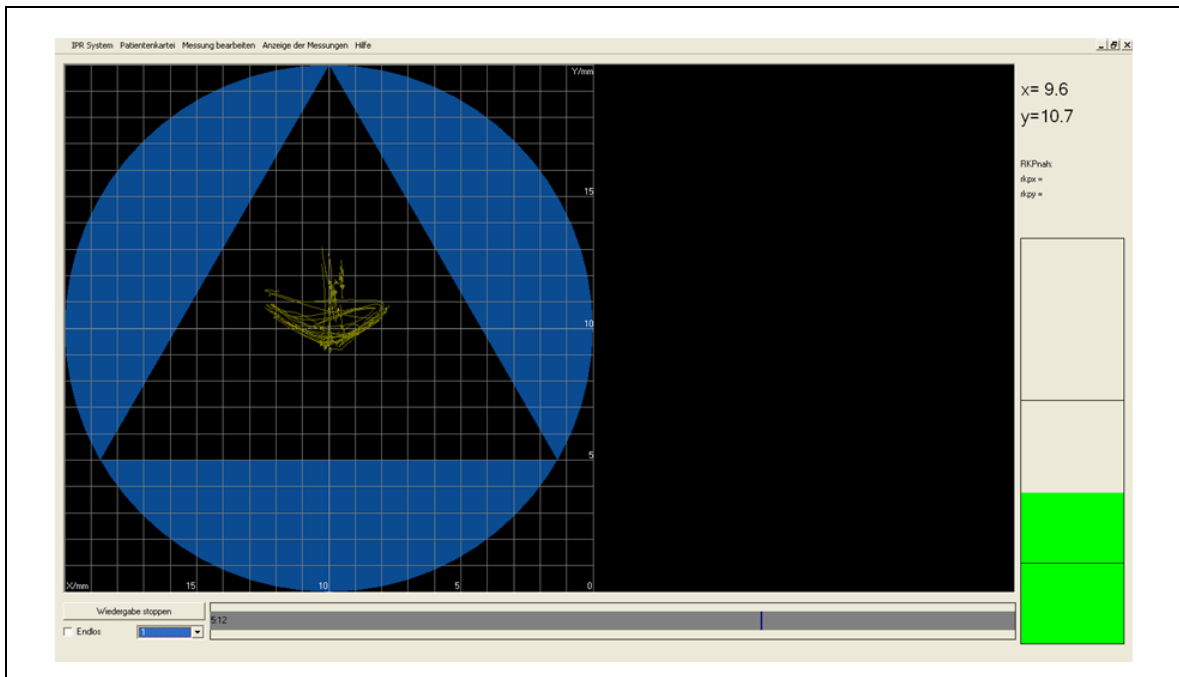 IPR System Patientenkartei Messung bearbeiten Anzeige der Messungen Hilfe
Y/mm
15
10
5
X/mm 15 10 5 0
x= 9.6
y=10.7
RKPnah:
rkpx =
rkpy =
Wiedergabe stoppen
5:12
Endlos 1